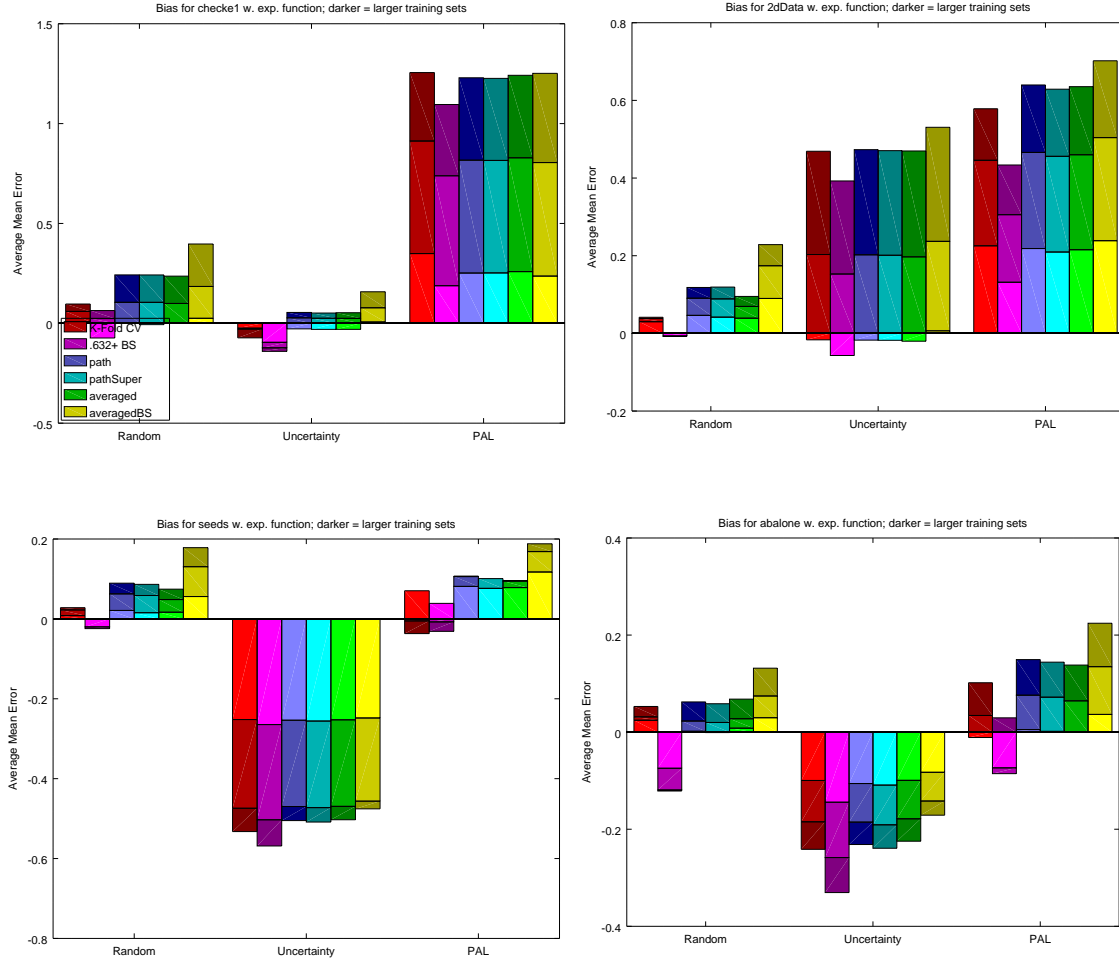 Bias for checke1 w. exp. function; darker = larger training sets
Average Mean Error
1.5
1
0.5
0
-0.5
K-Fold CV
.632+ BS
path
pathSuper
averaged
averagedBS
Random
Uncertainty
PAL
Bias for 2dData w. exp. function; darker = larger training sets
Average Mean Error
0.8
0.6
0.4
0.2
0
-0.2
Random
Uncertainty
PAL
Bias for seeds w. exp. function; darker = larger training sets
Average Mean Error
0.2
0
-0.2
-0.4
-0.6
-0.8
Random
Uncertainty
PAL
Bias for abalone w. exp. function; darker = larger training sets
Average Mean Error
0.4
0.2
0
-0.2
-0.4
Random
Uncertainty
PAL